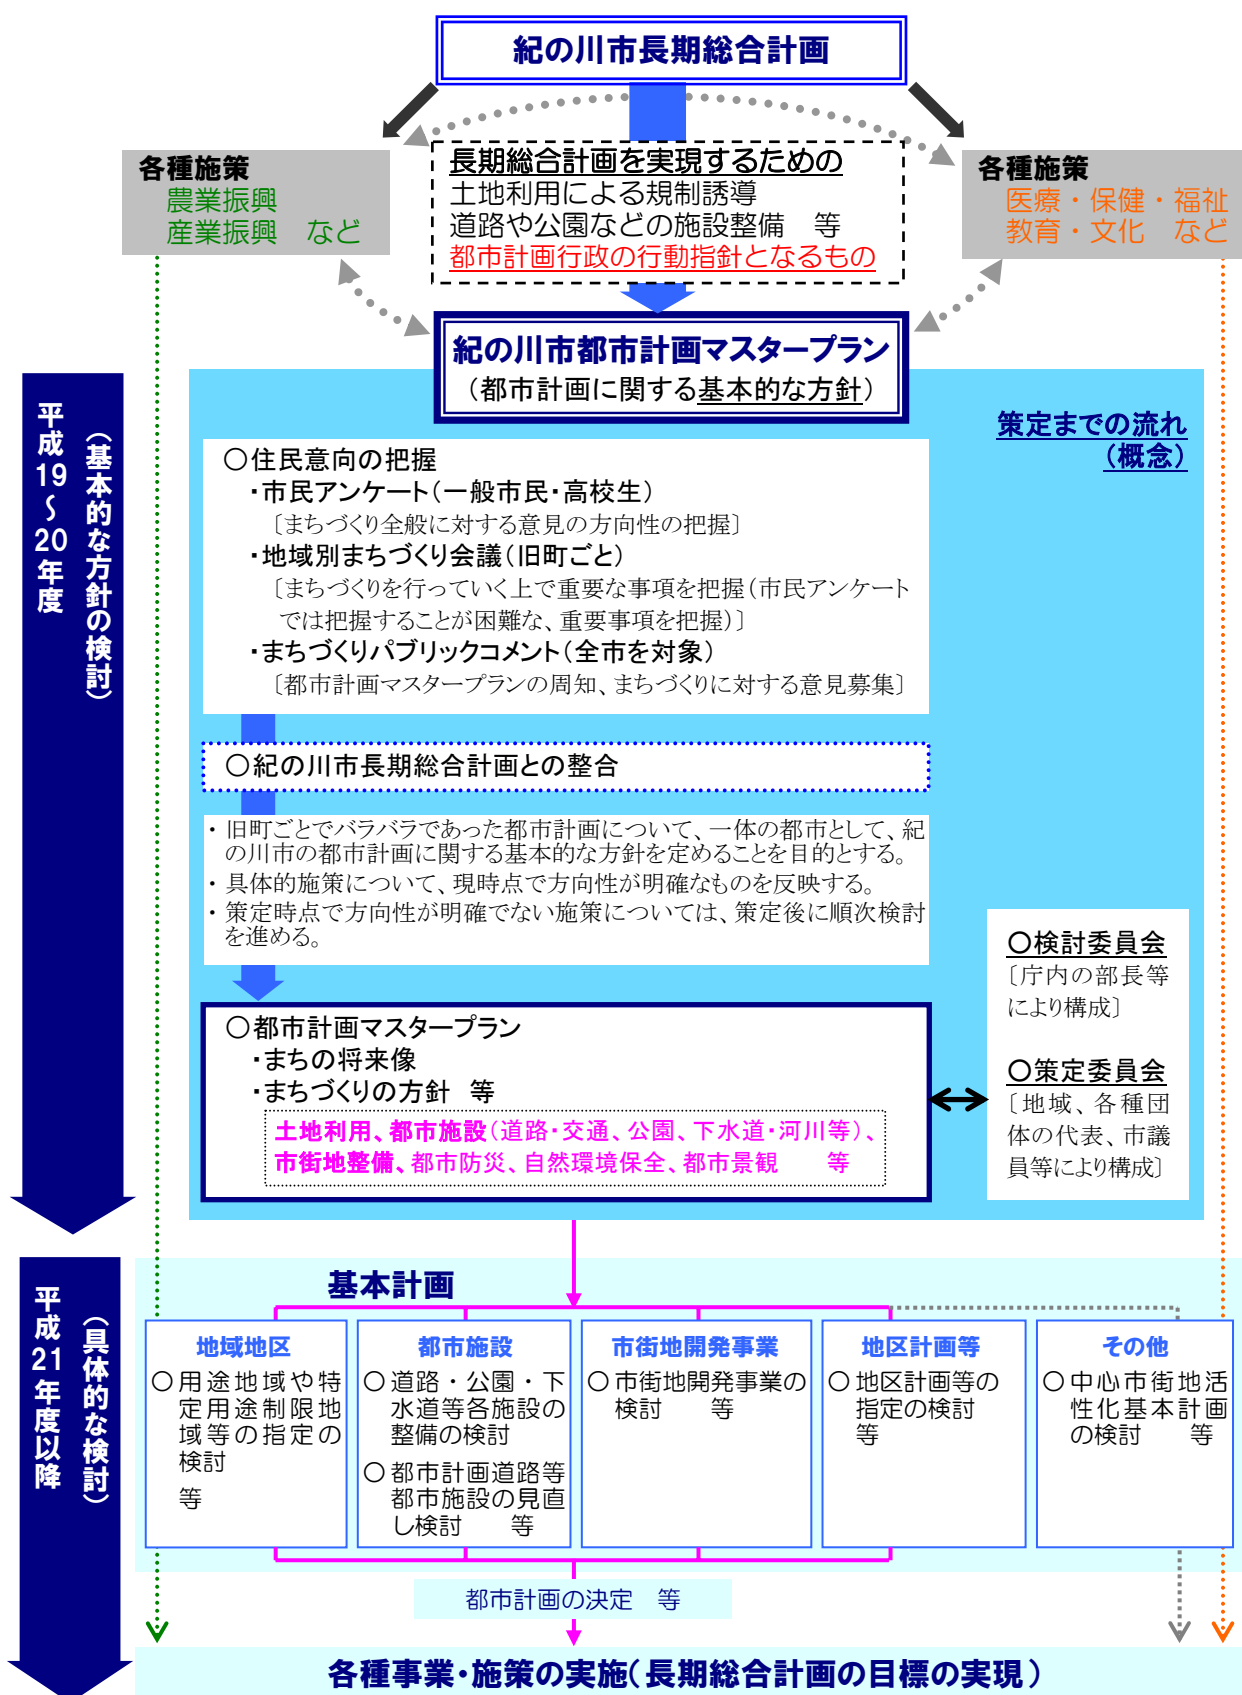 紀の川市長期総合計画
各種施策
農業振興
産業振興　など
長期総合計画を実現するための
土地利用による規制誘導
道路や公園などの施設整備　等
都市計画行政の行動指針となるもの
各種施策
医療・保健・福祉
教育・文化　など
紀の川市都市計画マスタープラン
（都市計画に関する基本的な方針）
平成19～20年度
（基本的な方針の検討）
策定までの流れ
（概念）
○住民意向の把握
・市民アンケート（一般市民・高校生）
〔まちづくり全般に対する意見の方向性の把握〕
・地域別まちづくり会議（旧町ごと）
〔まちづくりを行っていく上で重要な事項を把握（市民アンケート
では把握することが困難な、重要事項を把握）〕
・まちづくりパブリックコメント（全市を対象）
〔都市計画マスタープランの周知、まちづくりに対する意見募集〕
○紀の川市長期総合計画との整合
・旧町ごとでバラバラであった都市計画について、一体の都市として、紀
の川市の都市計画に関する基本的な方針を定めることを目的とする。
・具体的施策について、現時点で方向性が明確なものを反映する。
・策定時点で方向性が明確でない施策については、策定後に順次検討
を進める。
○都市計画マスタープラン
・まちの将来像
・まちづくりの方針　等
土地利用、都市施設（道路・交通、公園、下水道・河川等）、
市街地整備、都市防災、自然環境保全、都市景観　　等
○検討委員会
〔庁内の部長等
により構成〕
○策定委員会
〔地域、各種団
体の代表、市議
員等により構成〕
平成21年度以降
（具体的な検討）
基本計画
地域地区
○用途地域や特
定用途制限地
域等の指定の
検討
等
都市施設
○道路・公園・下
水道等各施設の
整備の検討
○都市計画道路等
都市施設の見直
し検討　　等
市街地開発事業
○市街地開発事業の
検討　　等
地区計画等
○地区計画等の
指定の検討
等
その他
○中心市街地活
性化基本計画
の検討　　等
都市計画の決定　等
各種事業・施策の実施（長期総合計画の目標の実現）